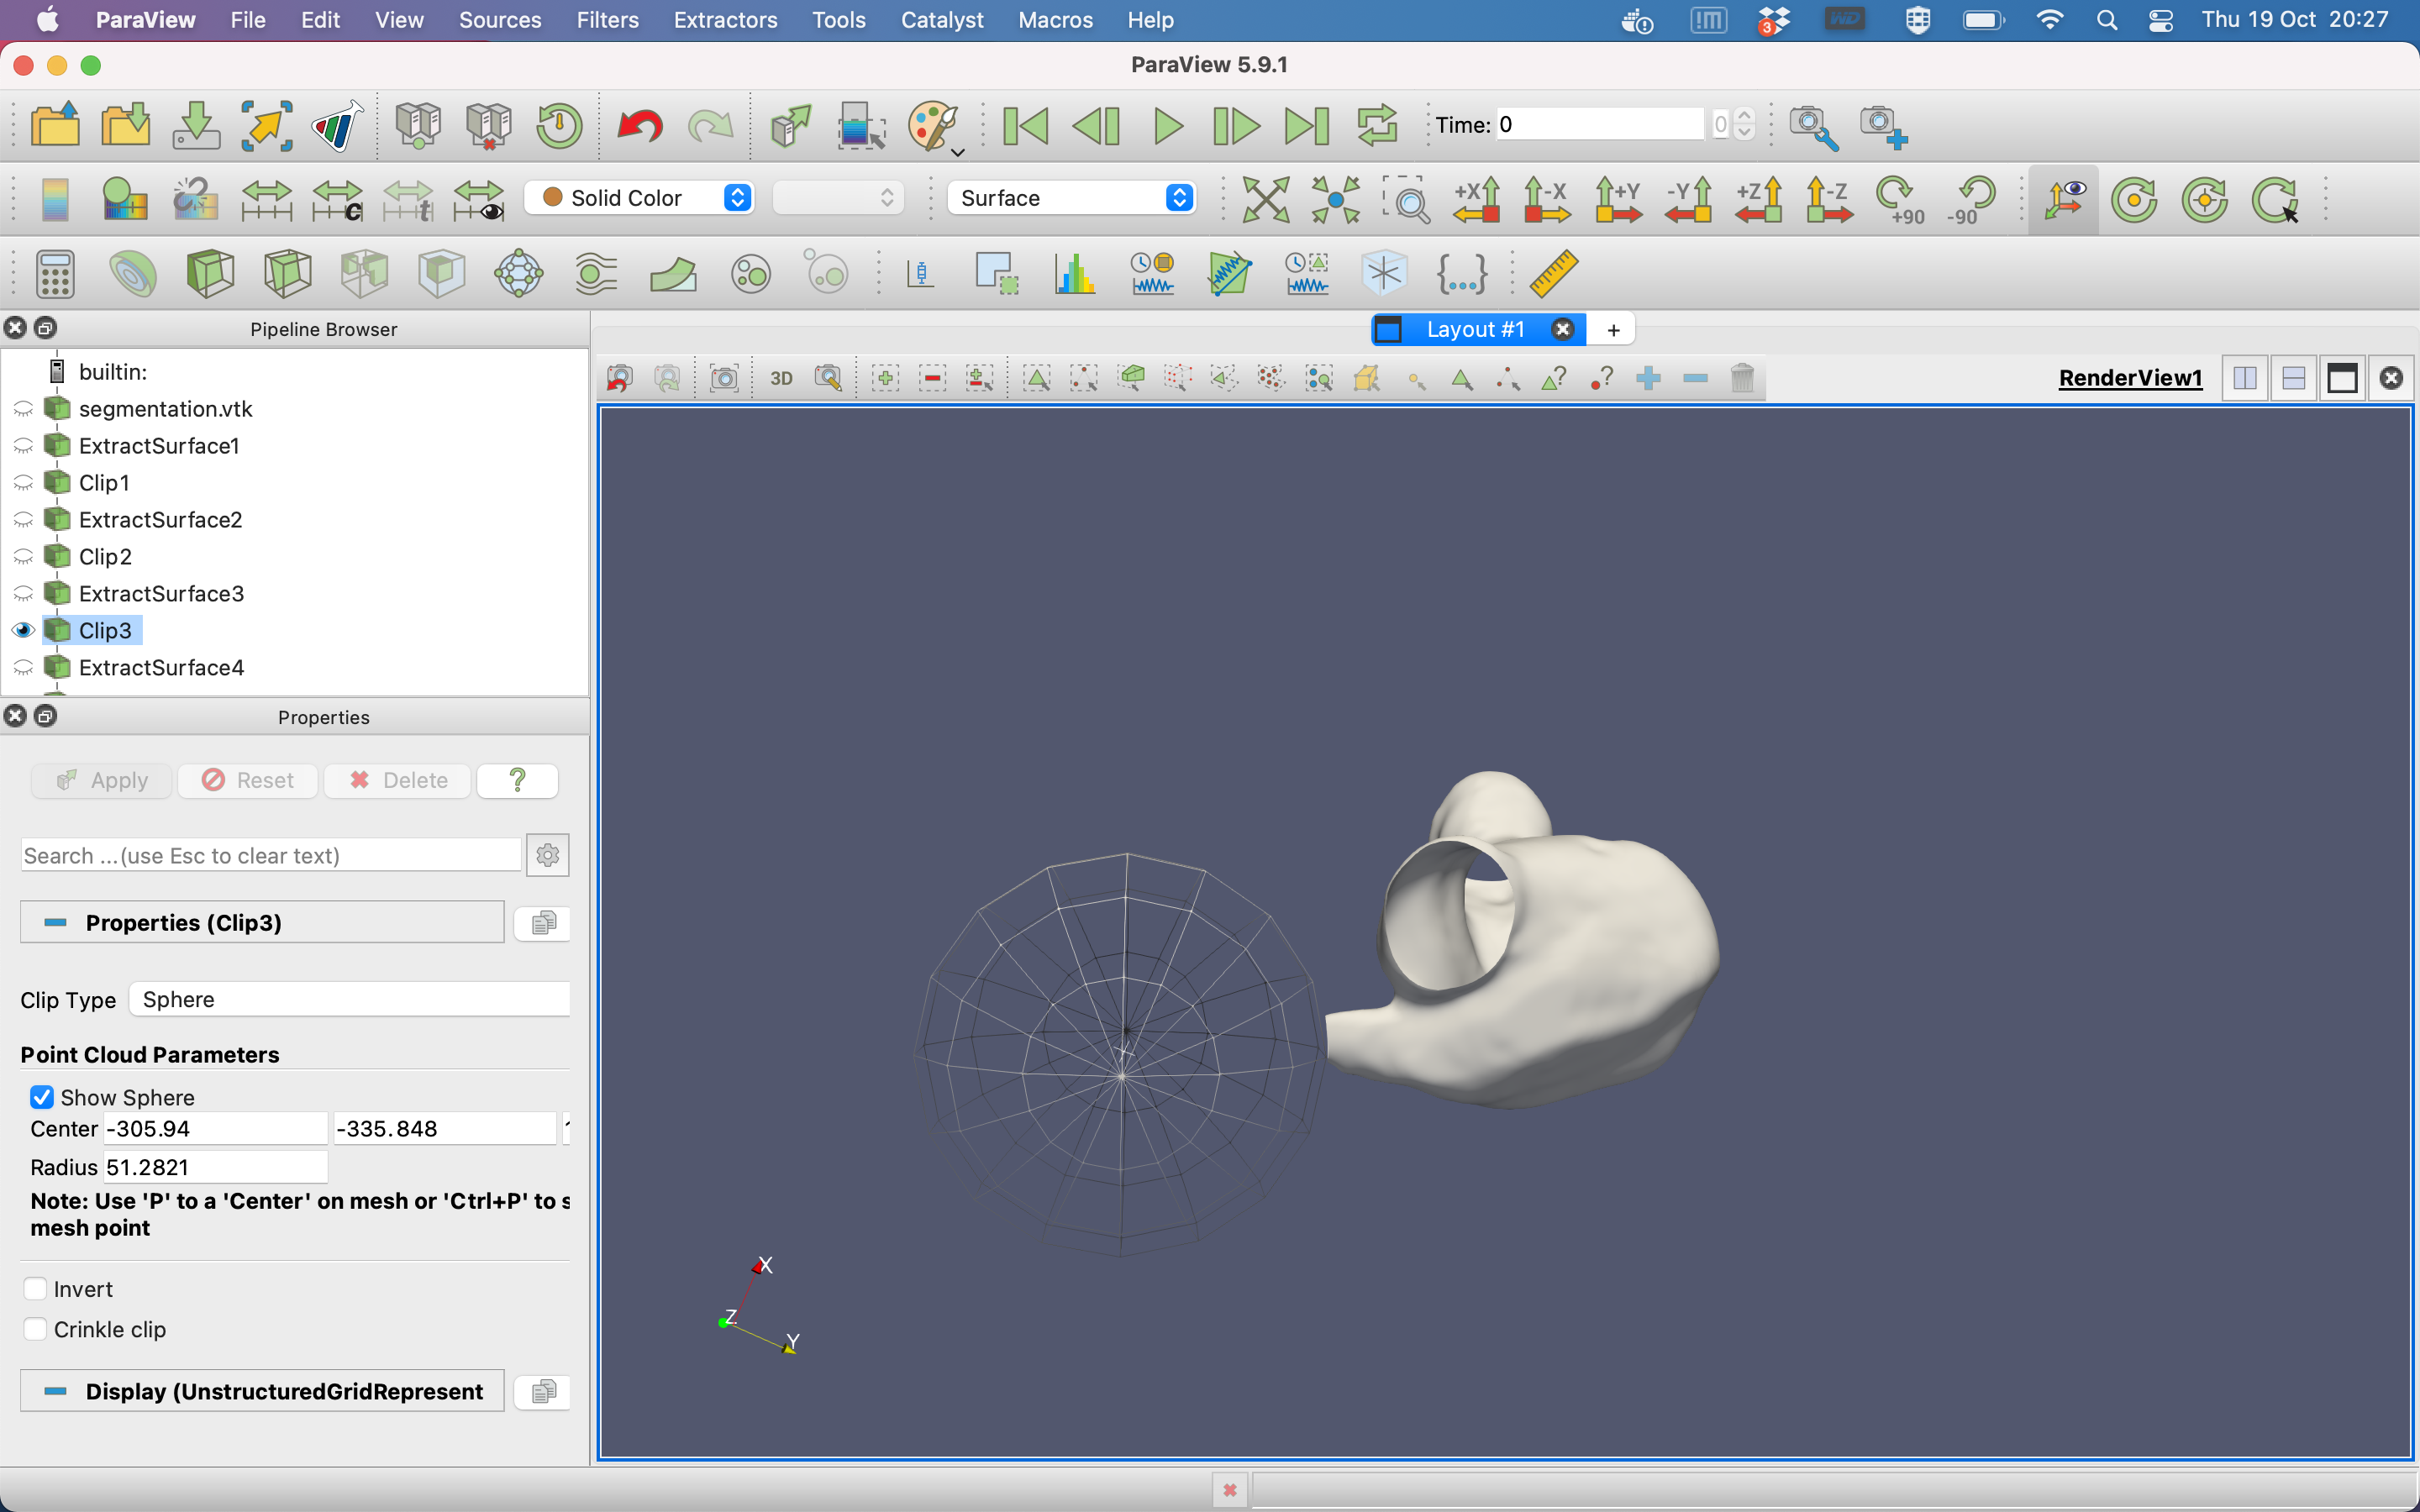 ParaView File Edit View Sources Filters Extractors Tools Catalyst Macros Help 3 WD Thu 19 Oct 20:27
ParaView 5.9.1
Time: 0 0
c t Solid Color Surface +X -X +Y -Y +Z -Z +90 -90
{...}
Pipeline Browser
Layout #1 +
builtin:
3D RenderView1
segmentation.vtk
ExtractSurface1
Clip1
ExtractSurface2
Clip2
ExtractSurface3
Clip3
ExtractSurface4
Properties
Apply Reset Delete ?
Search ...(use Esc to clear text)
Properties (Clip3)
Clip Type Sphere
Point Cloud Parameters
Show Sphere
Center -305.94 -335.848
Radius 51.2821
Note: Use 'P' to a 'Center' on mesh or 'Ctrl+P' to s
mesh point
Invert
Crinkle clip
Display (UnstructuredGridRepresent
X
Z
Y